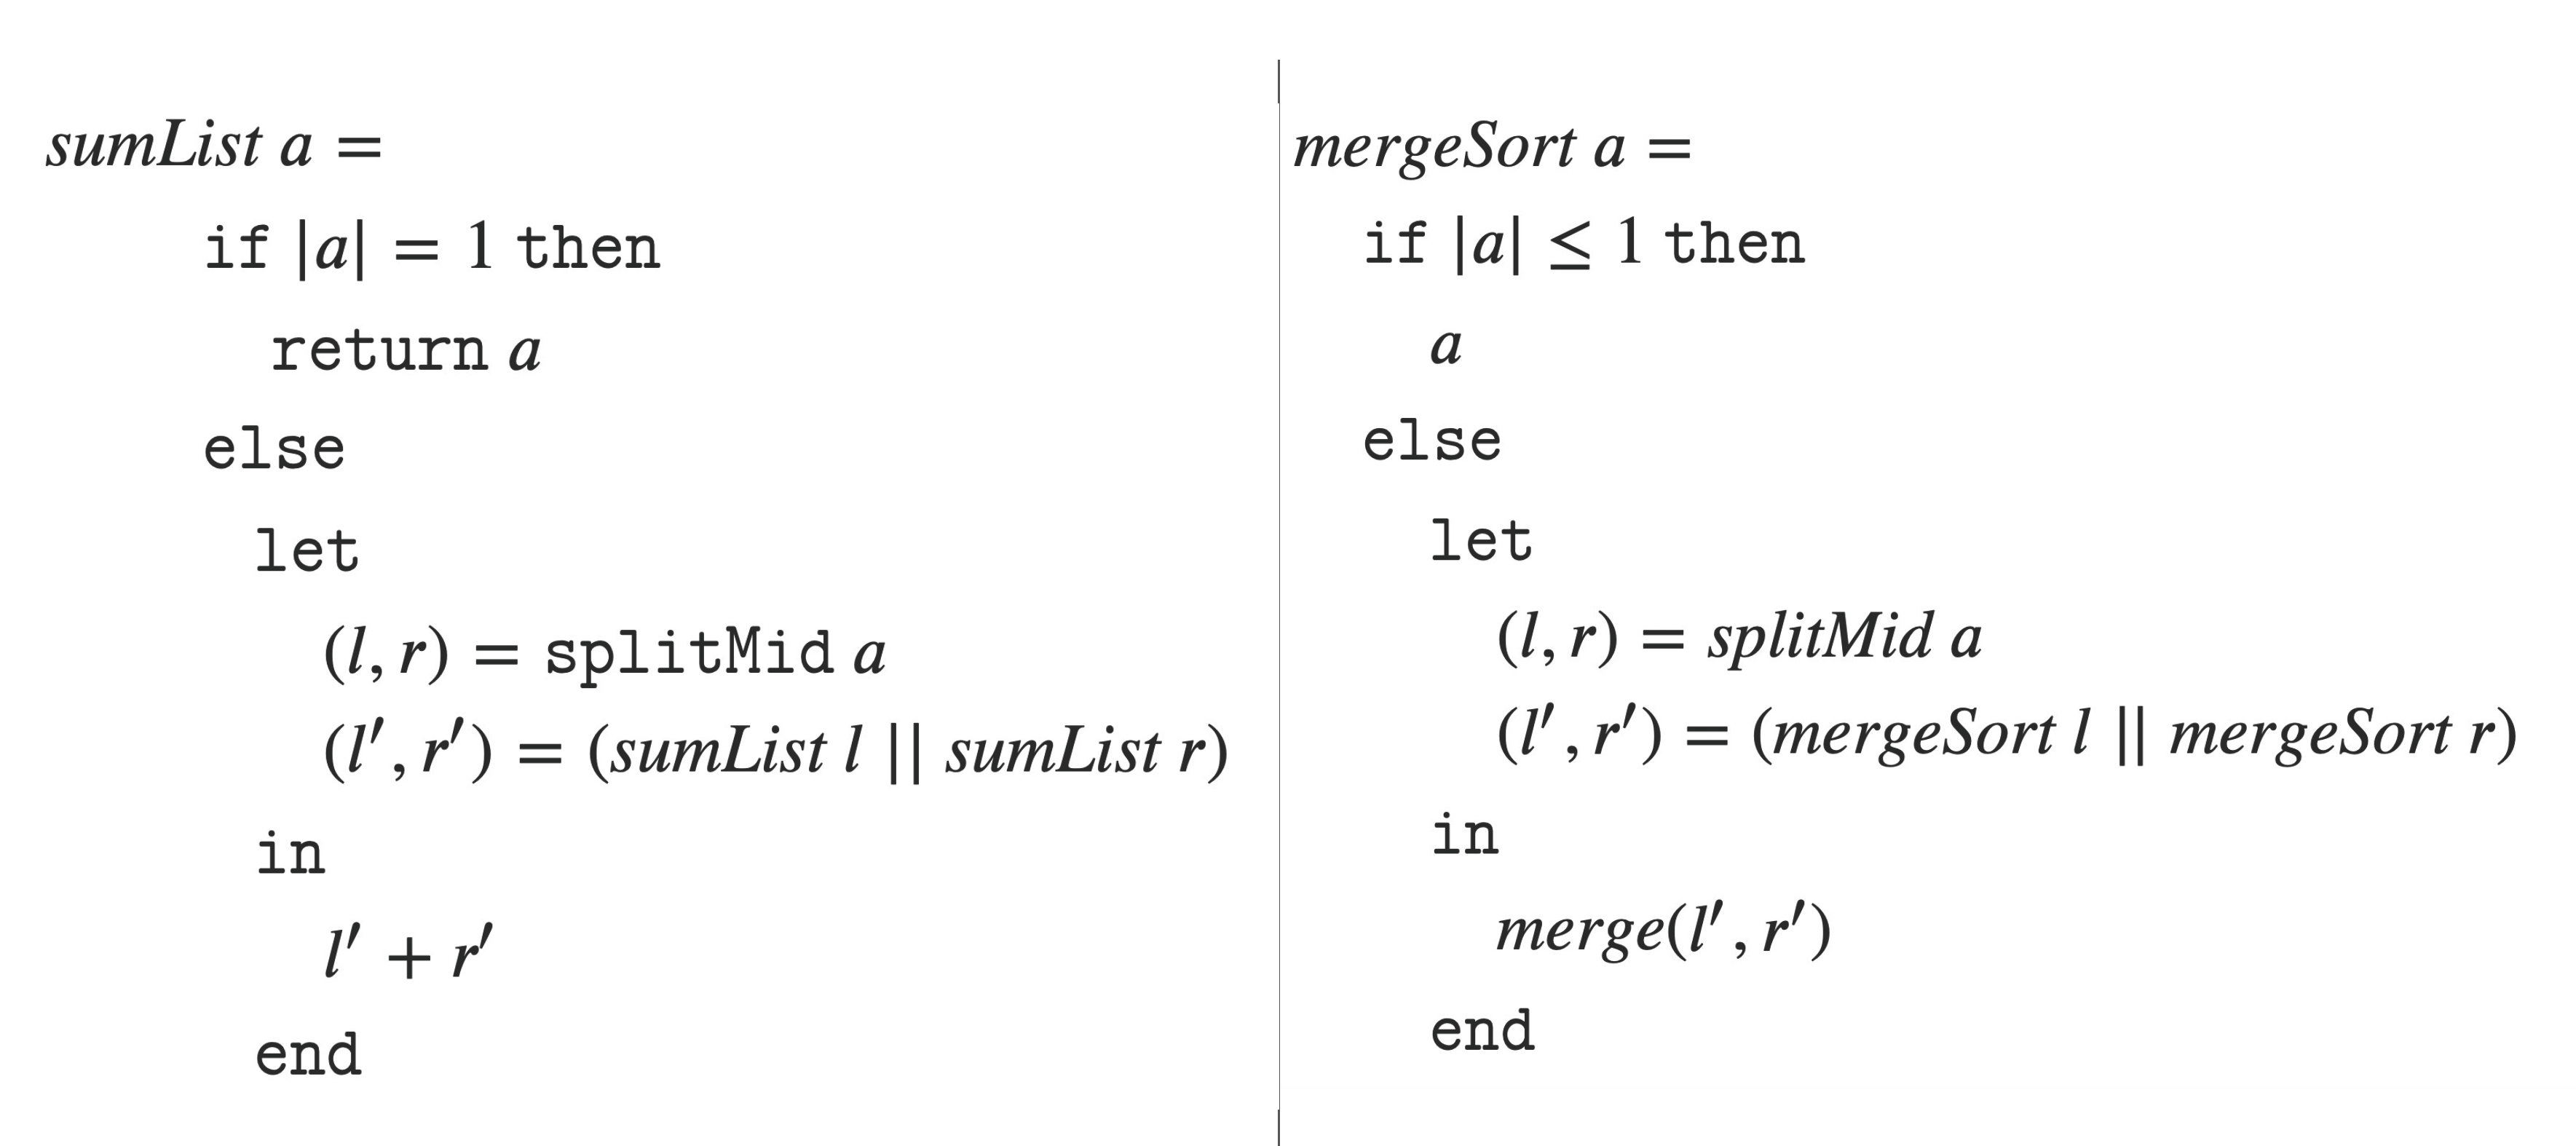 sumList a =
if |a| = 1 then
return a
else
let
(l, r) = splitMid a
(l′, r′) = (sumList l || sumList r)
in
l′ + r′
end
mergeSort a =
if |a| ≤ 1 then
a
else
let
(l, r) = splitMid a
(l′, r′) = (mergeSort l || mergeSort r)
in
merge(l′, r′)
end